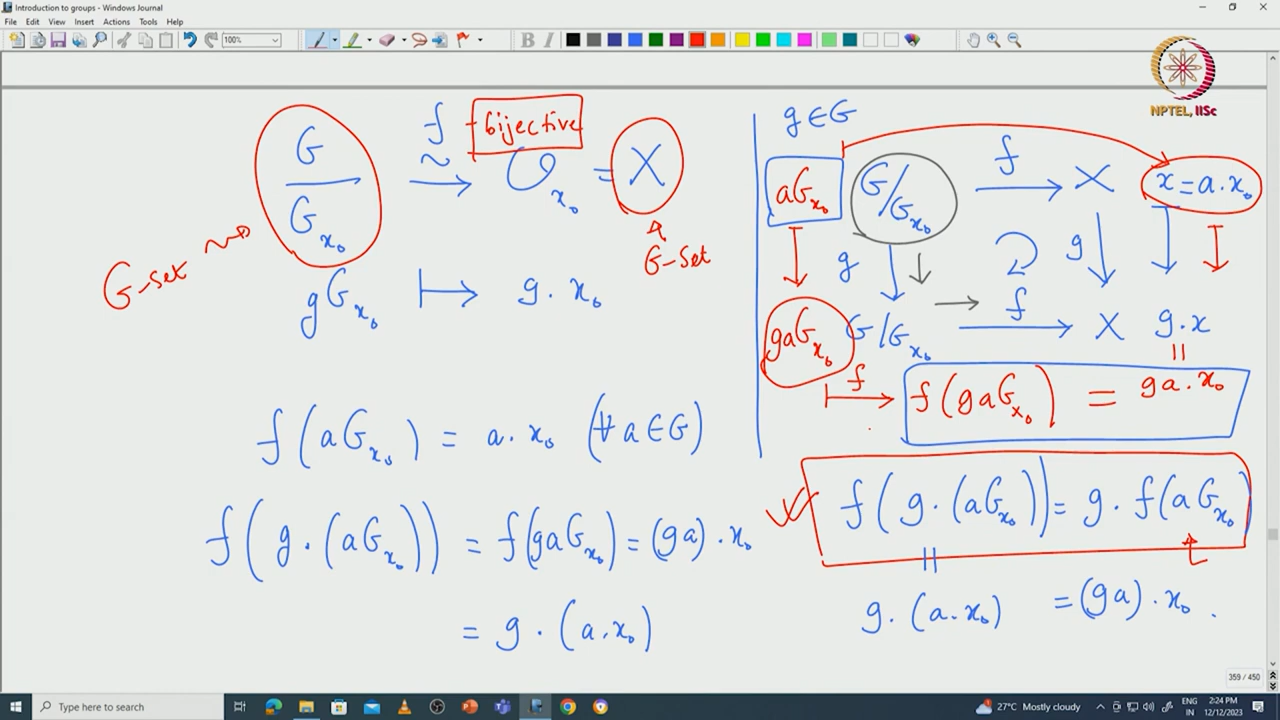 Introduction to groups - Windows Journal
File Edit View Insert Actions Tools Help
100%
B I
NPTEL, IISc
G / G_{x₀} →~ f bijective O_{x₀} = X
G-set
G-set
gG_{x₀} ↦ g · x₀
f(aG_{x₀}) = a · x₀ (∀ a ∈ G)
f(g · (aG_{x₀})) = f(gaG_{x₀}) = (ga) · x₀
= g · (a · x₀)
g ∈ G
aG_{x₀} G/G_{x₀} → f X x = a · x₀
g g
gaG_{x₀} G/G_{x₀} → f X g · x
f ↦ f(gaG_{x₀}) = ga · x₀
f(g · (aG_{x₀})) = g · f(aG_{x₀})
g · (a · x₀) = (ga) · x₀ .
359 / 450
Type here to search
27°C Mostly cloudy
ENG
IN
2:24 PM
12/12/2023